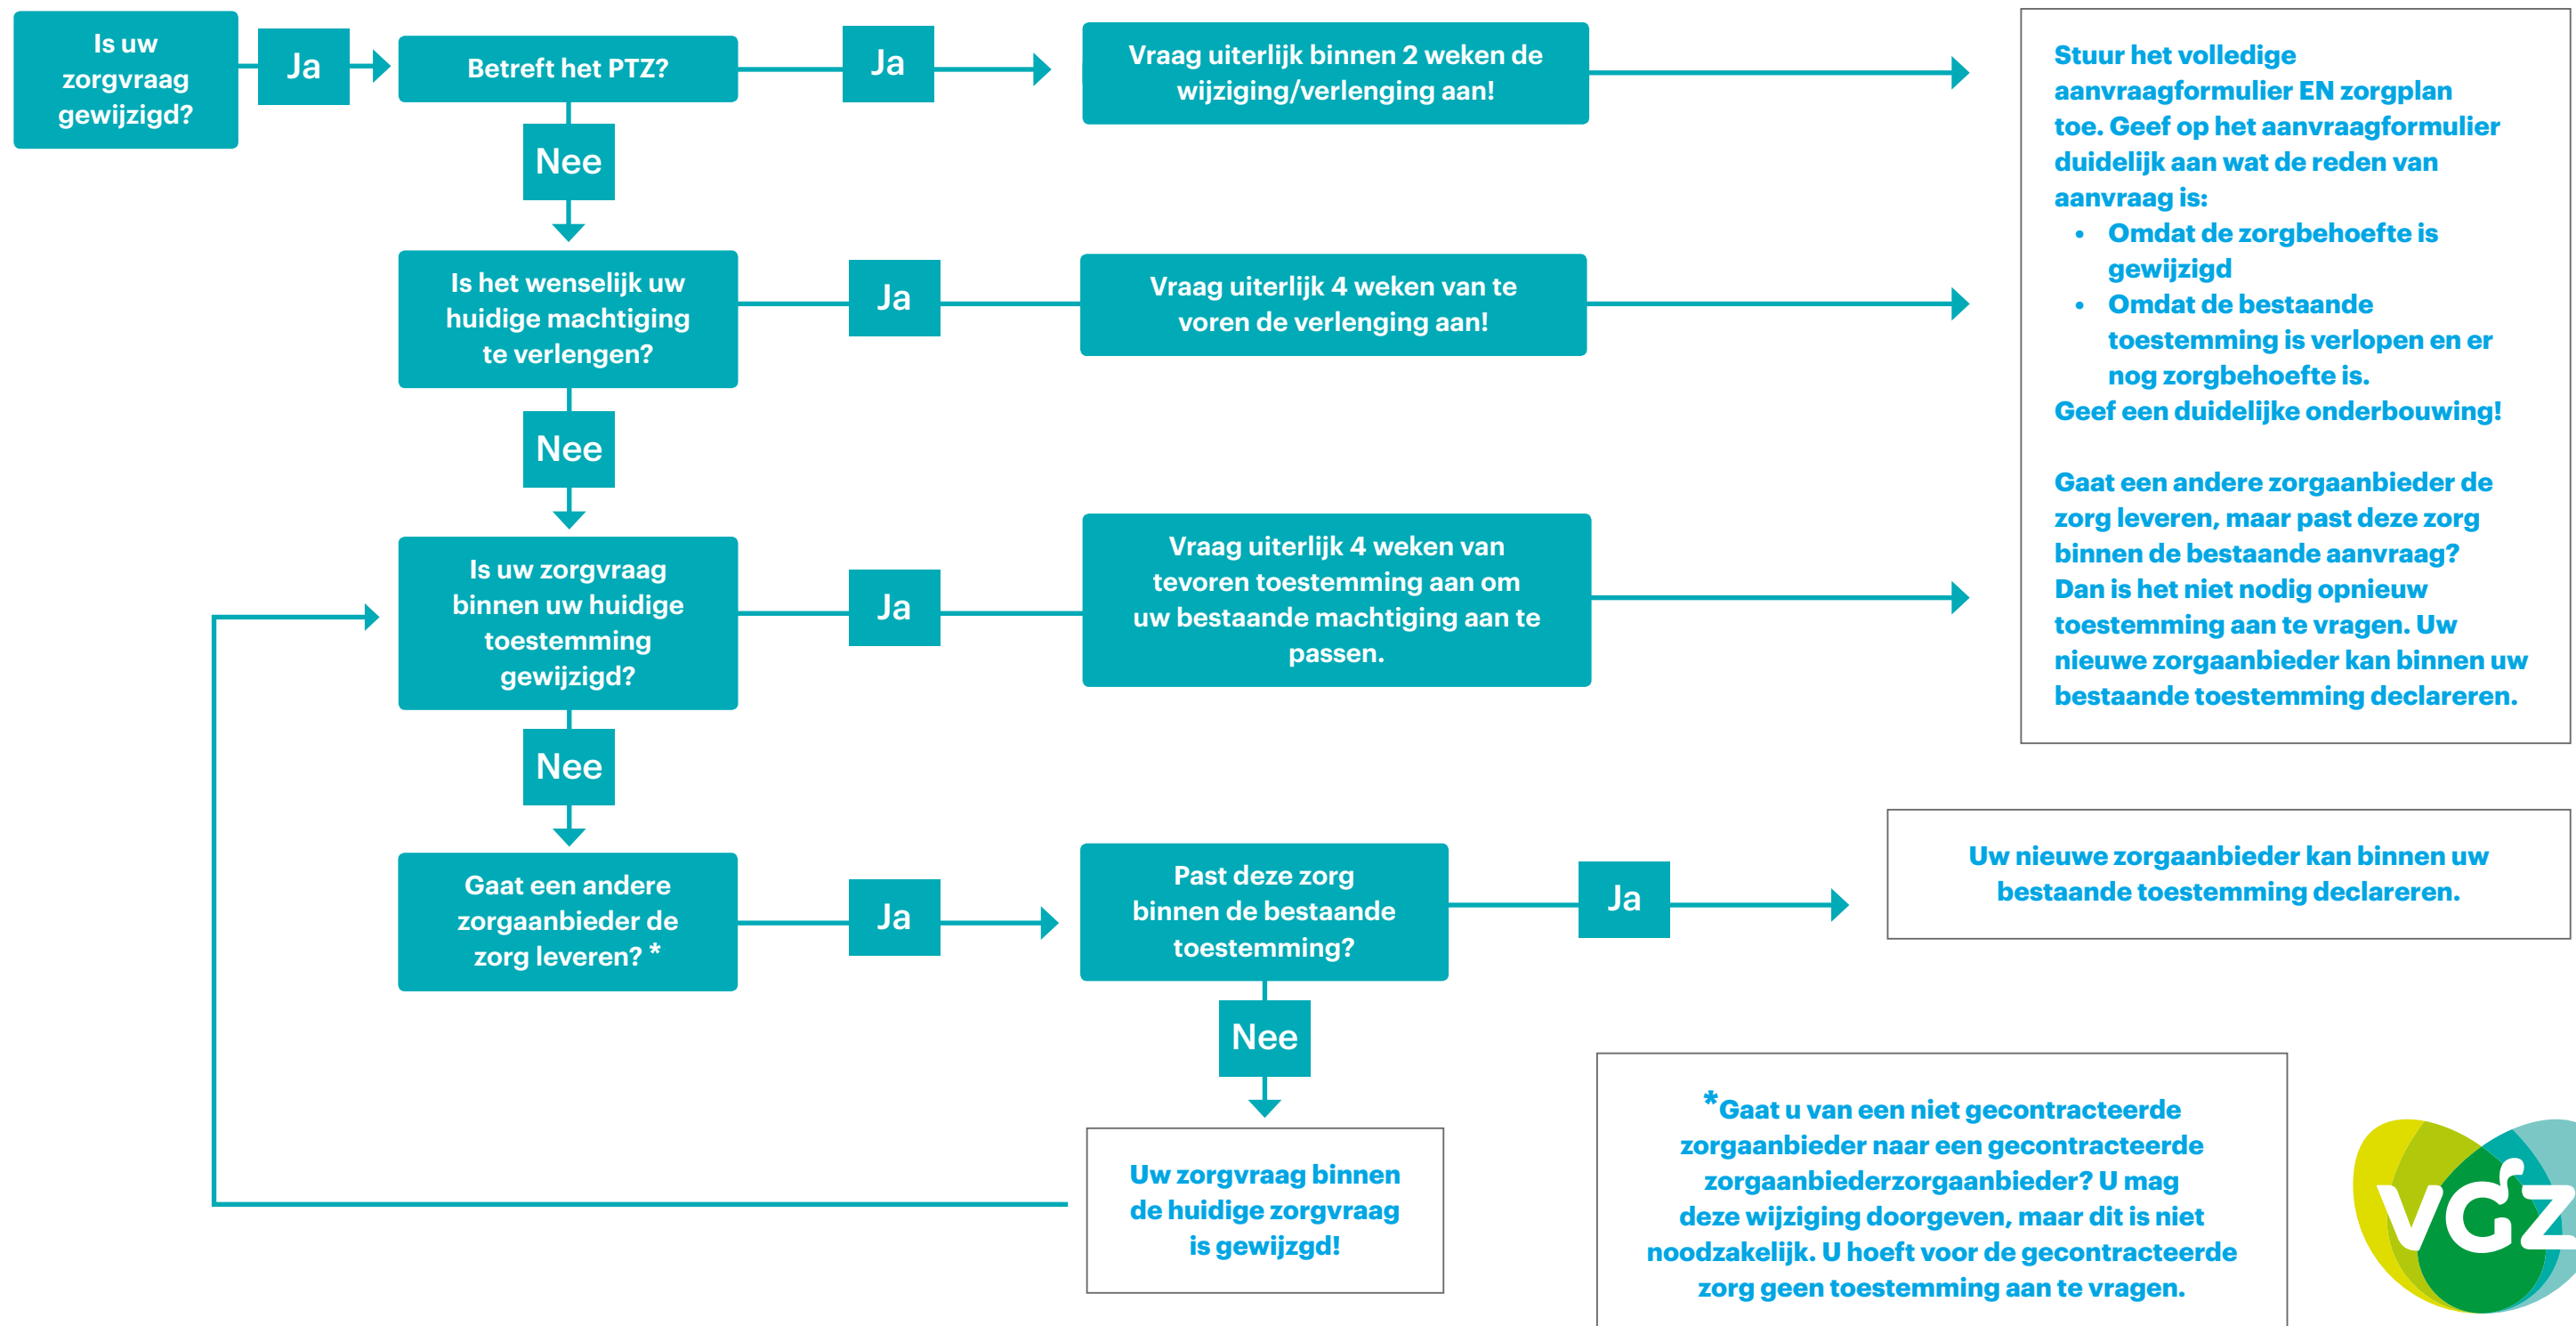 Is uw
zorgvraag
gewijzigd?
Ja
Betreft het PTZ?
Ja
Vraag uiterlijk binnen 2 weken de
wijziging/verlenging aan!
Nee
Is het wenselijk uw
huidige machtiging
te verlengen?
Ja
Vraag uiterlijk 4 weken van te
voren de verlenging aan!
Nee
Is uw zorgvraag
binnen uw huidige
toestemming
gewijzigd?
Ja
Vraag uiterlijk 4 weken van
tevoren toestemming aan om
uw bestaande machtiging aan te
passen.
Stuur het volledige
aanvraagformulier EN zorgplan
toe. Geef op het aanvraagformulier
duidelijk aan wat de reden van
aanvraag is:
• Omdat de zorgbehoefte is
gewijzigd
• Omdat de bestaande
toestemming is verlopen en er
nog zorgbehoefte is.
Geef een duidelijke onderbouwing!
Gaat een andere zorgaanbieder de
zorg leveren, maar past deze zorg
binnen de bestaande aanvraag?
Dan is het niet nodig opnieuw
toestemming aan te vragen. Uw
nieuwe zorgaanbieder kan binnen uw
bestaande toestemming declareren.
Nee
Gaat een andere
zorgaanbieder de
zorg leveren? *
Ja
Past deze zorg
binnen de bestaande
toestemming?
Ja
Uw nieuwe zorgaanbieder kan binnen uw
bestaande toestemming declareren.
Nee
Uw zorgvraag binnen
de huidige zorgvraag
is gewijzgd!
*Gaat u van een niet gecontracteerde
zorgaanbieder naar een gecontracteerde
zorgaanbiederzorgaanbieder? U mag
deze wijziging doorgeven, maar dit is niet
noodzakelijk. U hoeft voor de gecontracteerde
zorg geen toestemming aan te vragen.
VGZ